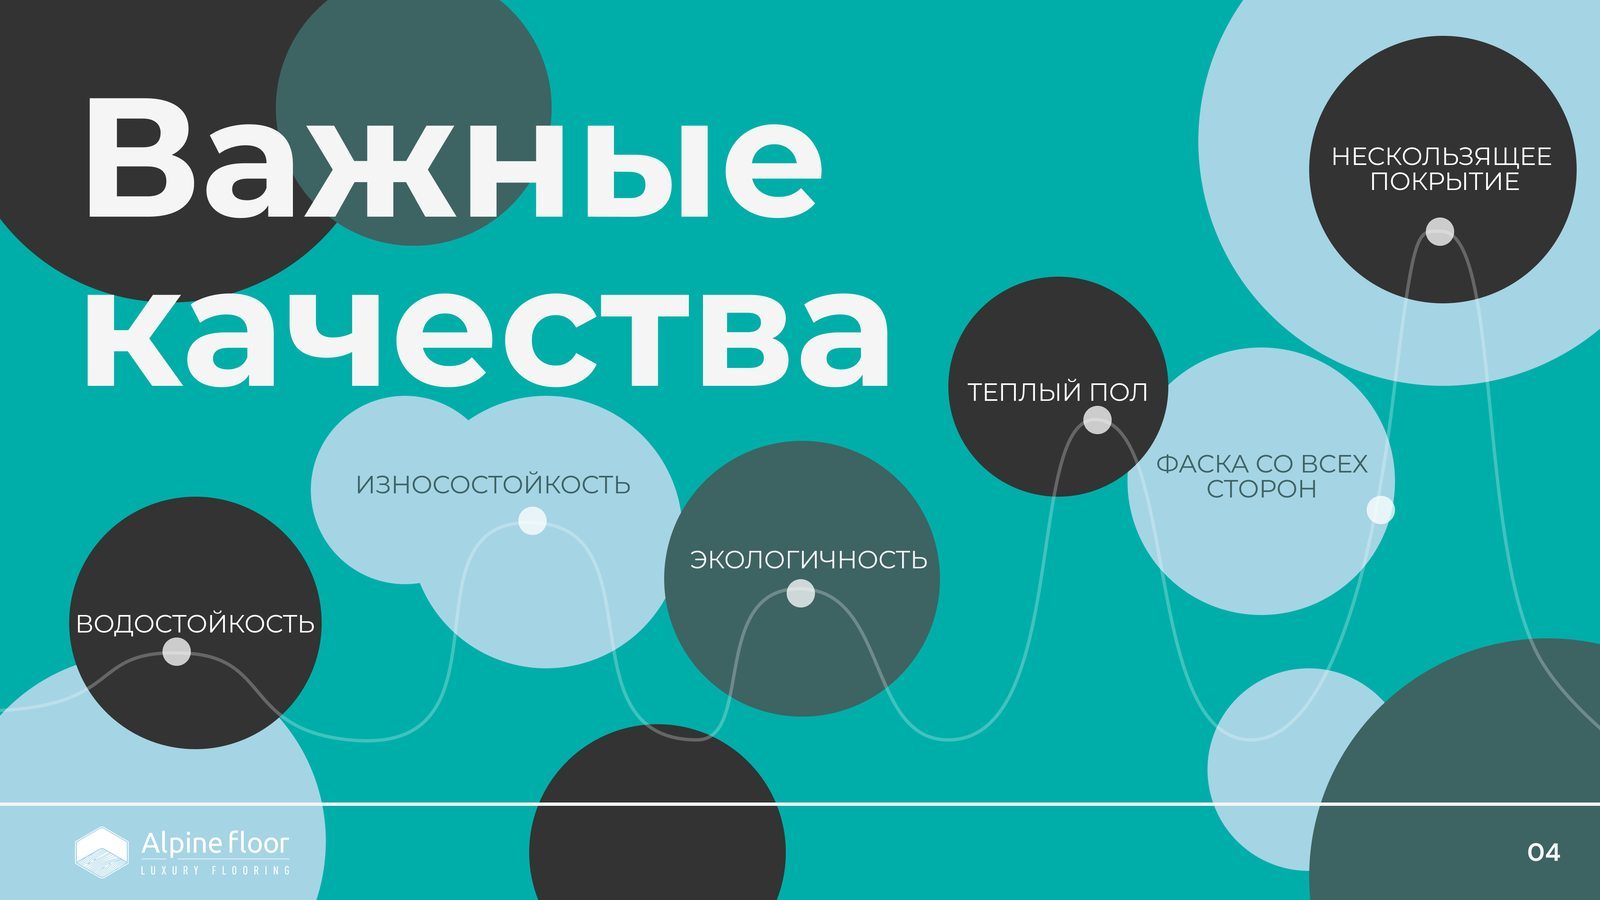 Важные
качества
НЕСКОЛЬЗЯЩЕЕ
ПОКРЫТИЕ
ТЕПЛЫЙ ПОЛ
ФАСКА СО ВСЕХ
СТОРОН
ИЗНОСОСТОЙКОСТЬ
ЭКОЛОГИЧНОСТЬ
ВОДОСТОЙКОСТЬ
Alpine floor
LUXURY FLOORING
04